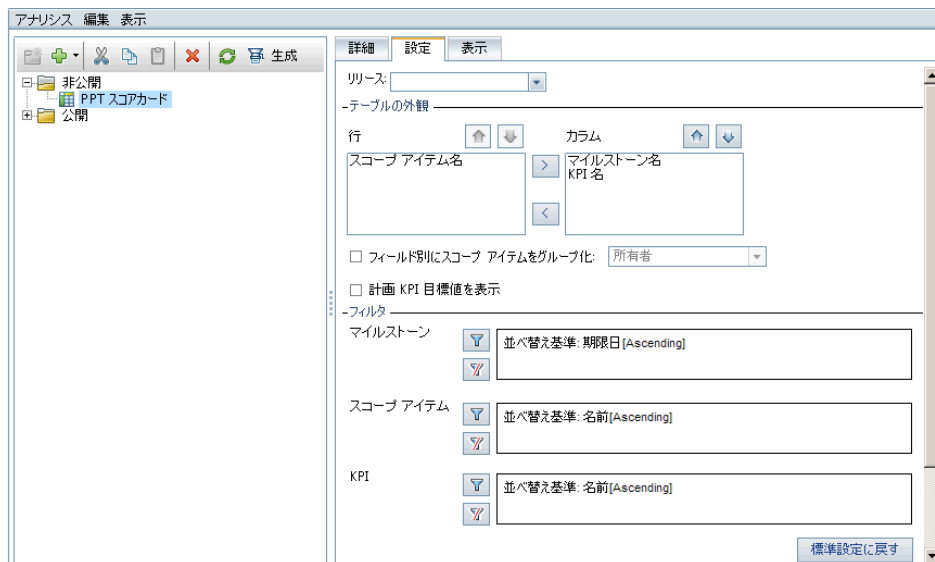 アナリシス 編集 表示
生成
非公開
PPT スコアカード
公開
詳細 設定 表示
リリース:
テーブルの外観
行 カラム
スコープ アイテム名
マイルストーン名
KPI 名
フィールド別にスコープ アイテムをグループ化: 所有者
計画 KPI 目標値を表示
フィルタ
マイルストーン
並べ替え基準: 期限日[Ascending]
スコープ アイテム
並べ替え基準: 名前[Ascending]
KPI
並べ替え基準: 名前[Ascending]
標準設定に戻す